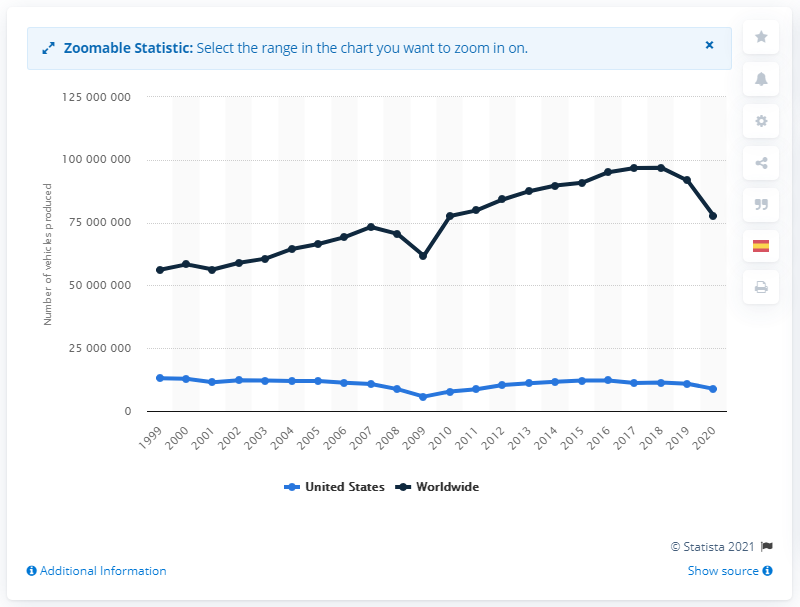 Zoomable Statistic: Select the range in the chart you want to zoom in on.
×
125 000 000
100 000 000
75 000 000
50 000 000
25 000 000
0
Number of vehicles produced
1999
2000
2001
2002
2003
2004
2005
2006
2007
2008
2009
2010
2011
2012
2013
2014
2015
2016
2017
2018
2019
2020
United States
Worldwide
© Statista 2021
Additional Information
Show source